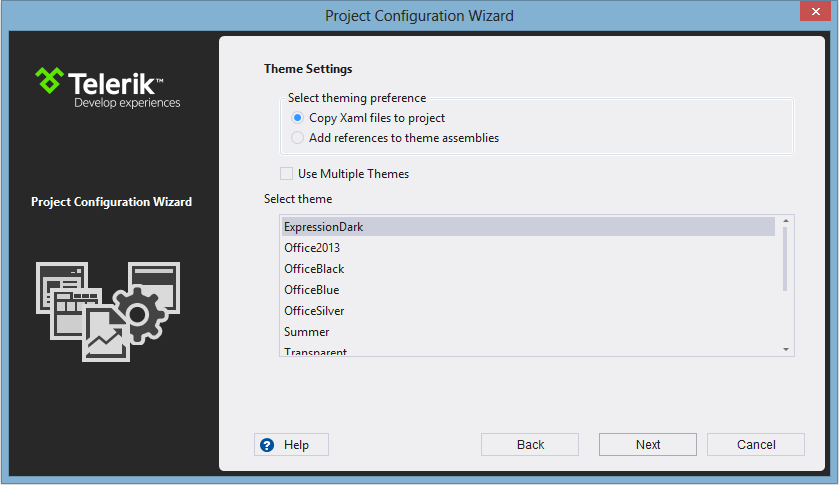 Project Configuration Wizard
Telerik™
Develop experiences
Project Configuration Wizard
Theme Settings
Select theming preference
Copy Xaml files to project
Add references to theme assemblies
Use Multiple Themes
Select theme
ExpressionDark
Office2013
OfficeBlack
OfficeBlue
OfficeSilver
Summer
Transparent
? Help
Back
Next
Cancel